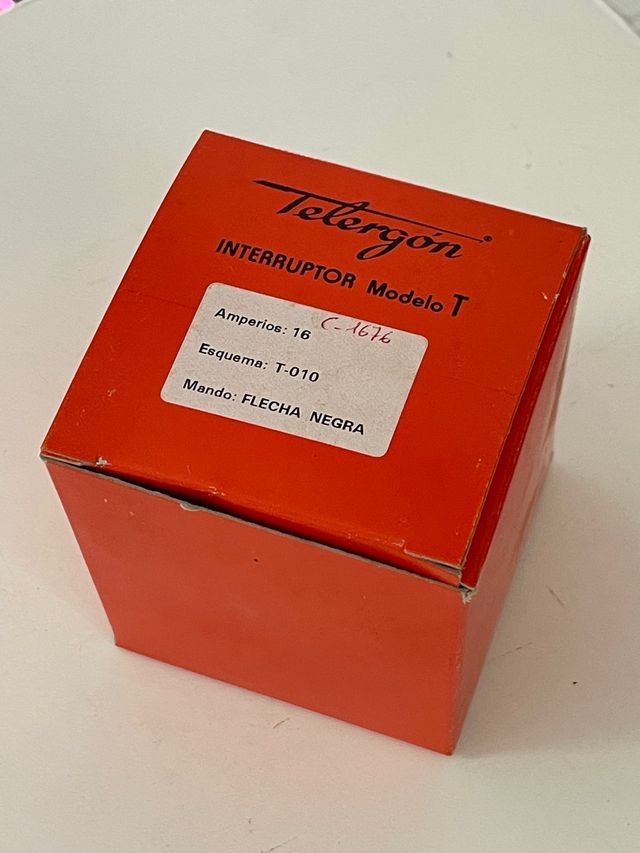 Telergón
INTERRUPTOR Modelo T
Amperios: 16 C-1676
Esquema: T-010
Mando: FLECHA NEGRA